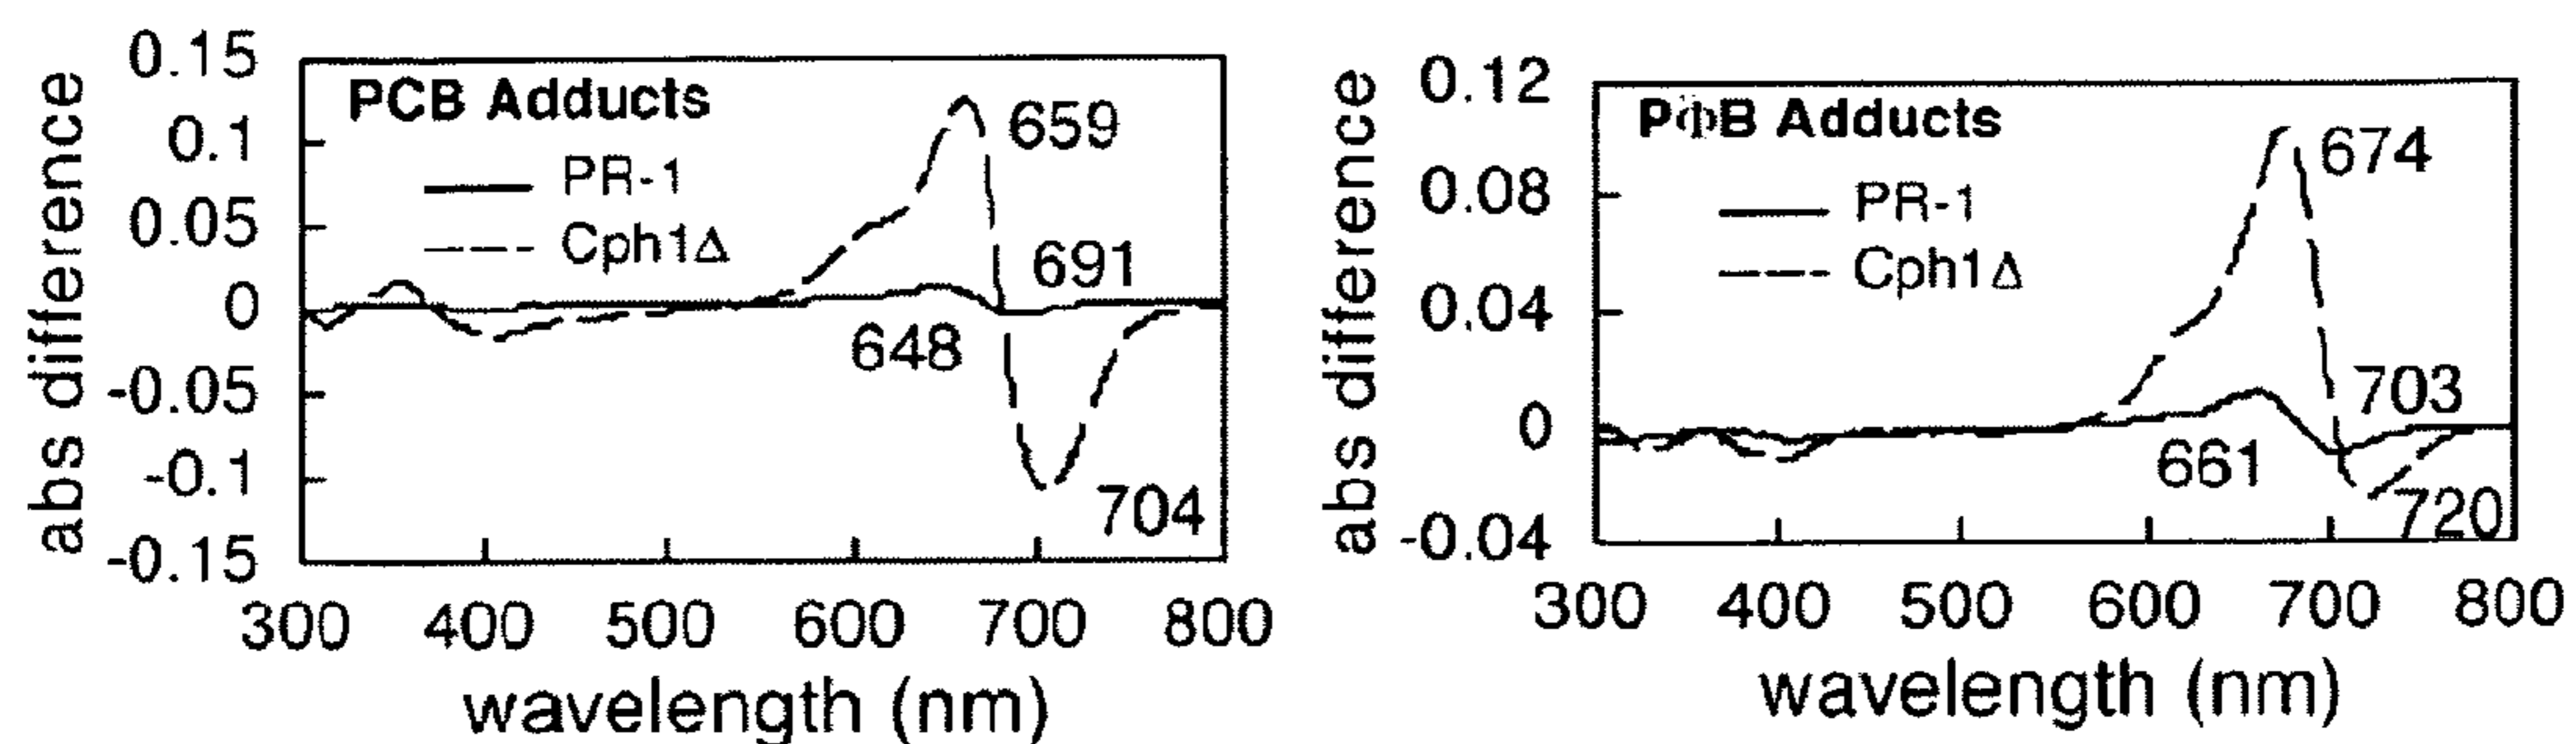 PCB Adducts
PR-1
Cph1Δ
659
691
648
704
0.15
0.1
0.05
0
-0.05
-0.1
-0.15
abs difference
300 400 500 600 700 800
wavelength (nm)
PΦB Adducts
PR-1
Cph1Δ
674
703
661
720
0.12
0.08
0.04
0
-0.04
abs difference
300 400 500 600 700 800
wavelength (nm)